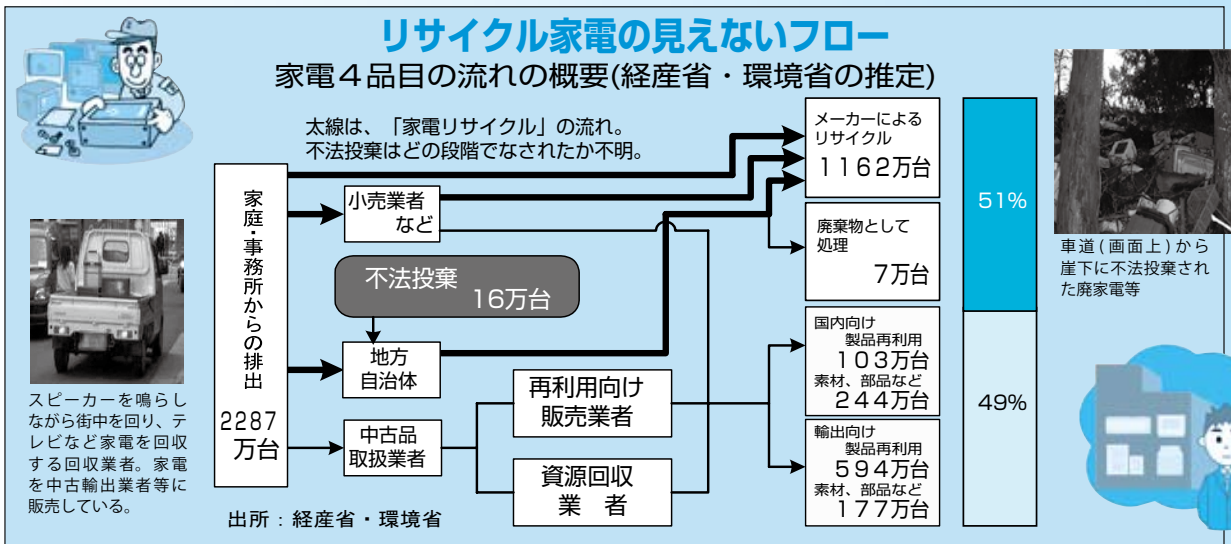 リサイクル家電の見えないフロー
家電４品目の流れの概要(経産省・環境省の推定)
太線は、「家電リサイクル」の流れ。
不法投棄はどの段階でなされたか不明。
家庭・事務所からの排出
2287
万台
小売業者
など
不法投棄
16万台
地方
自治体
中古品
取扱業者
再利用向け
販売業者
資源回収
業　者
メーカーによる
リサイクル
１１６２万台
廃棄物として
処理
７万台
国内向け
製品再利用
１０３万台
素材、部品など
２４４万台
輸出向け
製品再利用
５９４万台
素材、部品など
１７７万台
51%
49%
スピーカーを鳴らし
ながら街中を回り、テ
レビなど家電を回収
する回収業者。家電
を中古輸出業者等に
販売している。
車道(画面上)から
崖下に不法投棄され
た廃家電等
出所：経産省・環境省